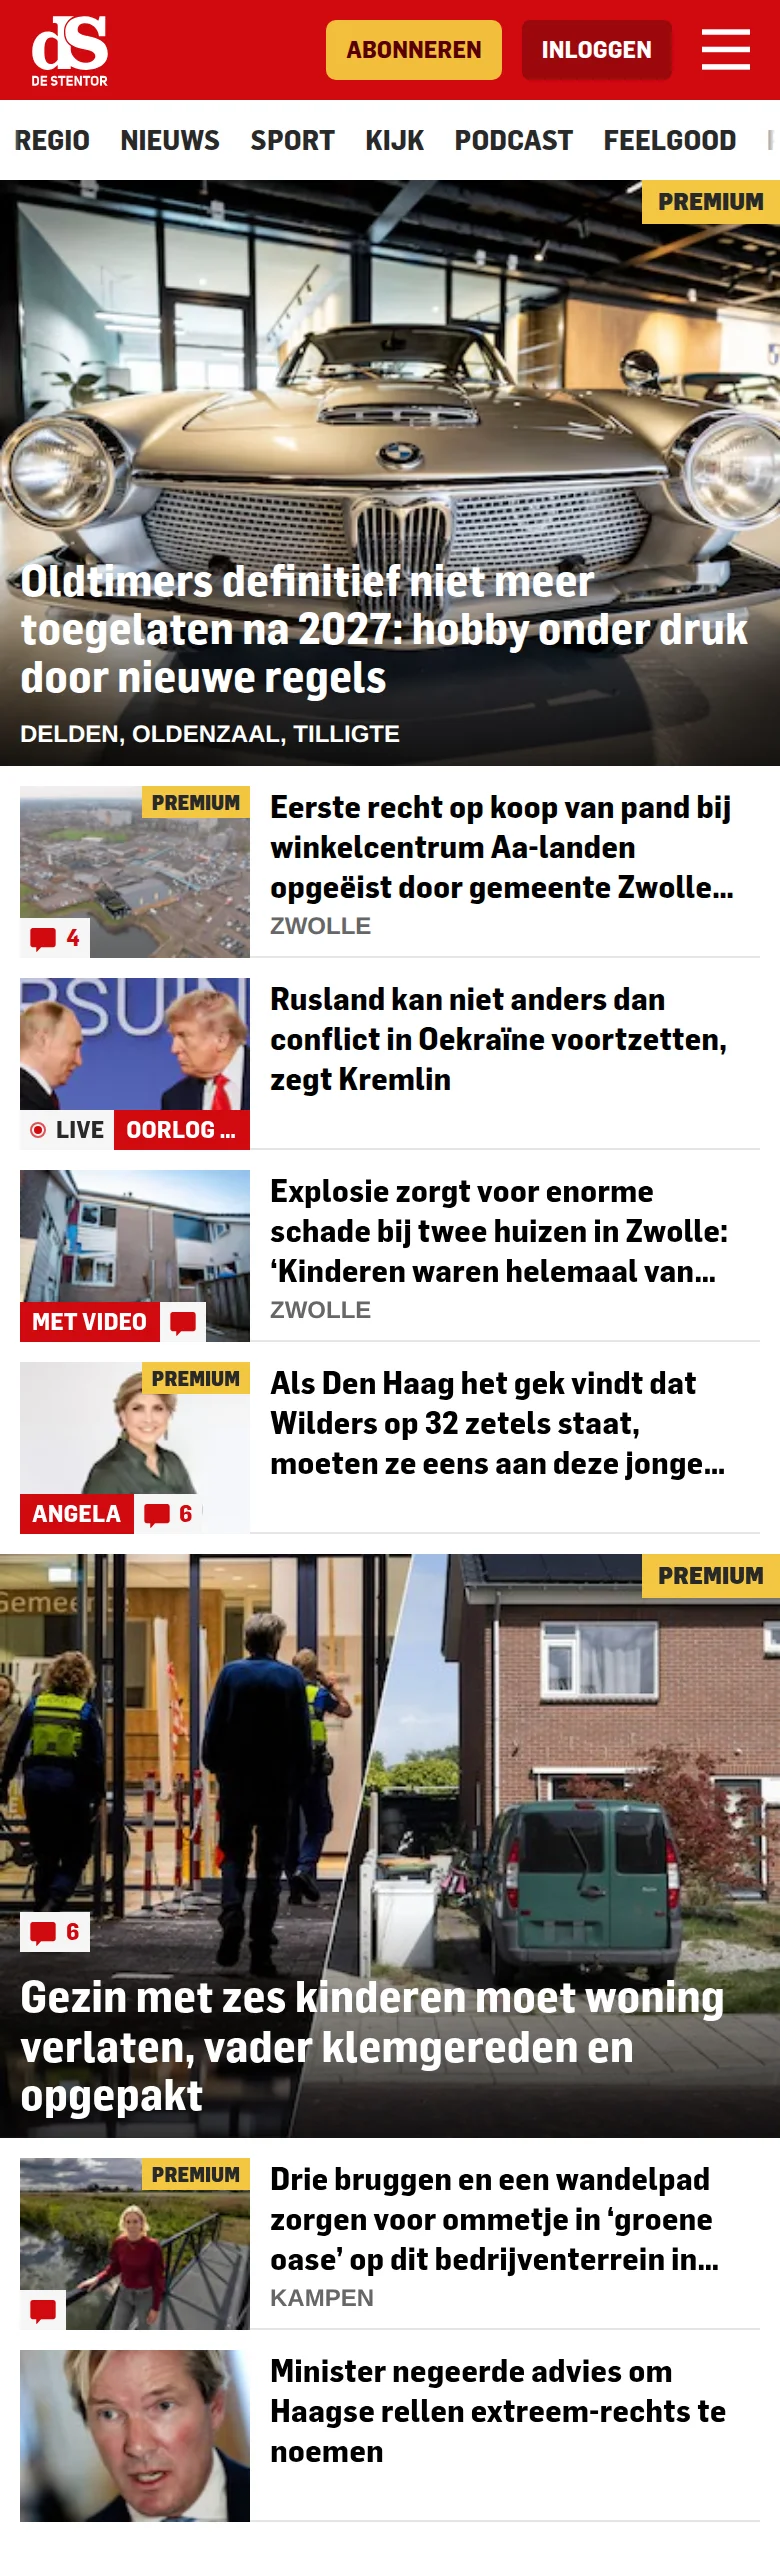 dS
DE STENTOR
ABONNEREN
INLOGGEN
REGIO NIEUWS SPORT KIJK PODCAST FEELGOOD
PREMIUM
Oldtimers definitief niet meer
toegelaten na 2027: hobby onder druk
door nieuwe regels
DELDEN, OLDENZAAL, TILLIGTE
PREMIUM
4
Eerste recht op koop van pand bij
winkelcentrum Aa-landen
opgeëist door gemeente Zwolle...
ZWOLLE
RSUIN
LIVE
OORLOG ...
Rusland kan niet anders dan
conflict in Oekraïne voortzetten,
zegt Kremlin
MET VIDEO
Explosie zorgt voor enorme
schade bij twee huizen in Zwolle:
‘Kinderen waren helemaal van...
ZWOLLE
PREMIUM
ANGELA
6
Als Den Haag het gek vindt dat
Wilders op 32 zetels staat,
moeten ze eens aan deze jonge...
PREMIUM
6
Gezin met zes kinderen moet woning
verlaten, vader klemgereden en
opgepakt
PREMIUM
Drie bruggen en een wandelpad
zorgen voor ommetje in ‘groene
oase’ op dit bedrijventerrein in...
KAMPEN
Minister negeerde advies om
Haagse rellen extreem-rechts te
noemen